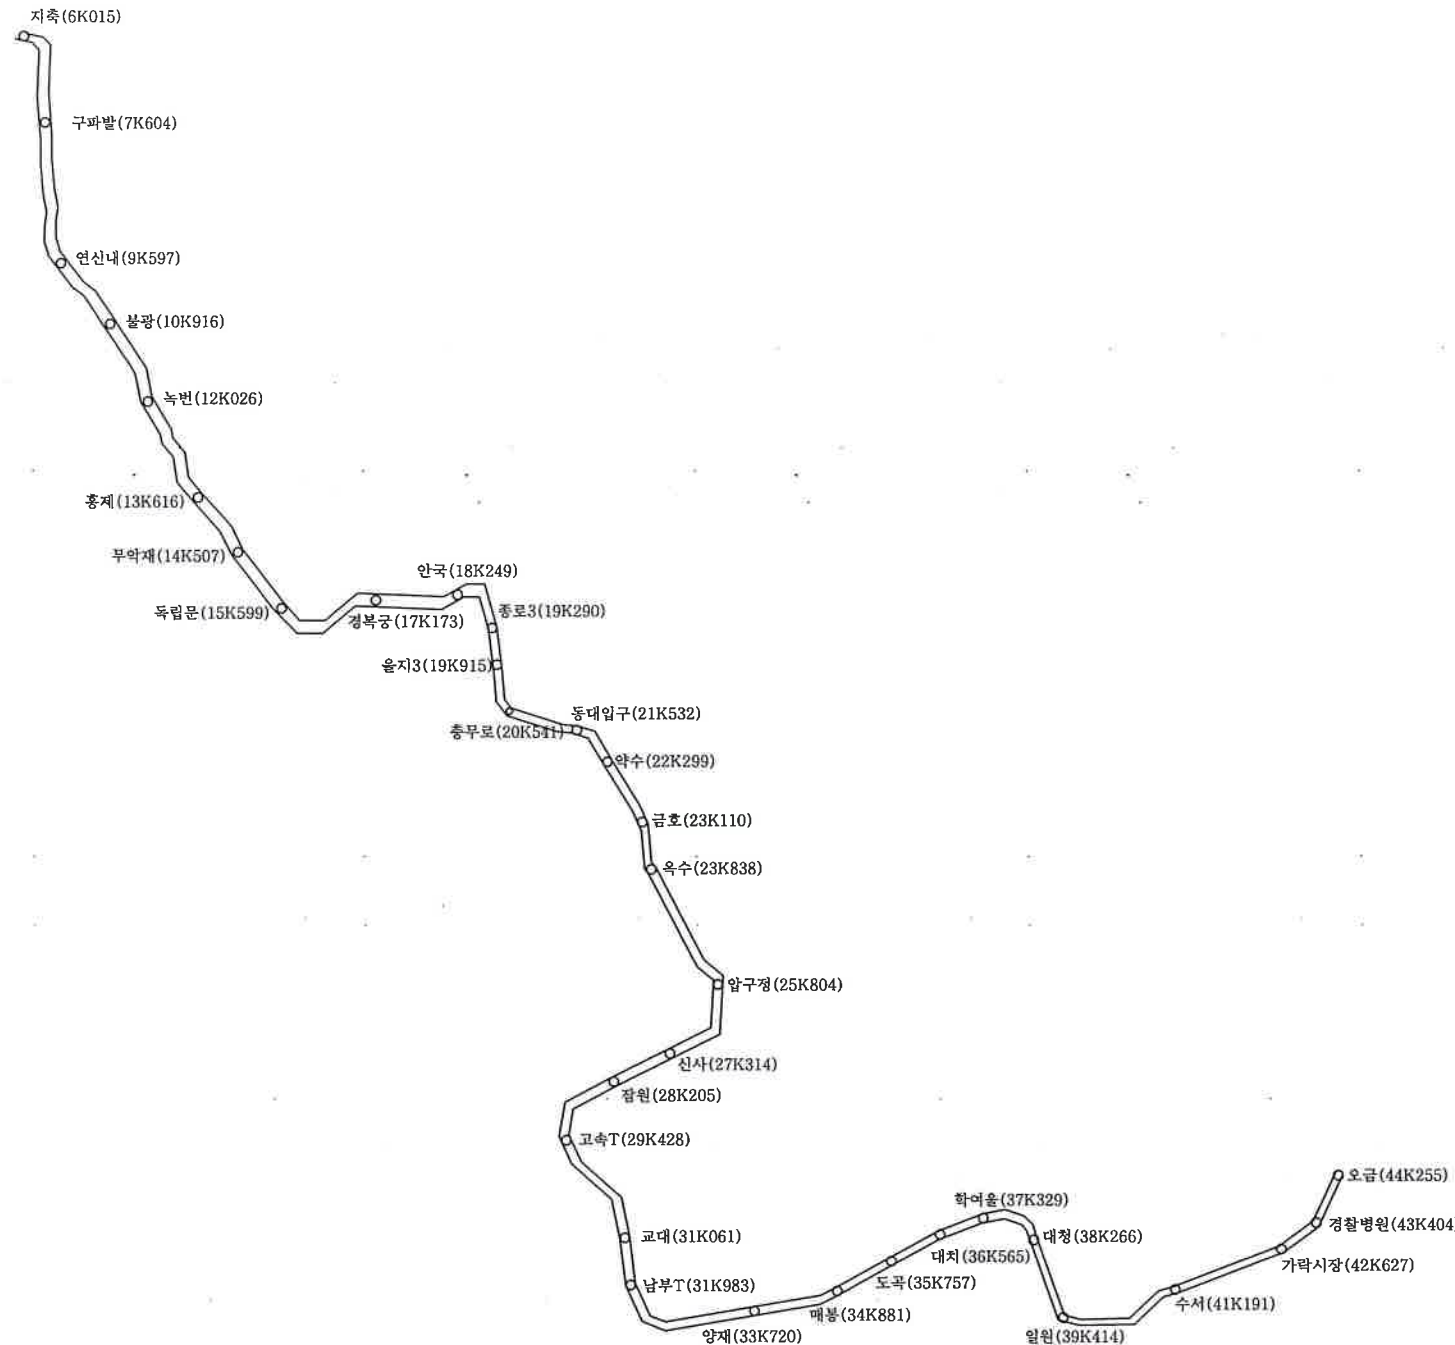 지축(6K015)
구파발(7K604)
연신내(9K597)
불광(10K916)
녹번(12K026)
홍제(13K616)
무악재(14K507)
독립문(15K599)
경복궁(17K173)
안국(18K249)
종로3(19K290)
을지3(19K915)
충무로(20K541)
동대입구(21K532)
약수(22K299)
금호(23K110)
옥수(23K838)
압구정(25K804)
신사(27K314)
잠원(28K205)
고속T(29K428)
교대(31K061)
남부T(31K983)
양재(33K720)
매봉(34K881)
도곡(35K757)
대치(36K565)
학여울(37K329)
대청(38K266)
일원(39K414)
수서(41K191)
가락시장(42K627)
경찰병원(43K404)
오금(44K255)